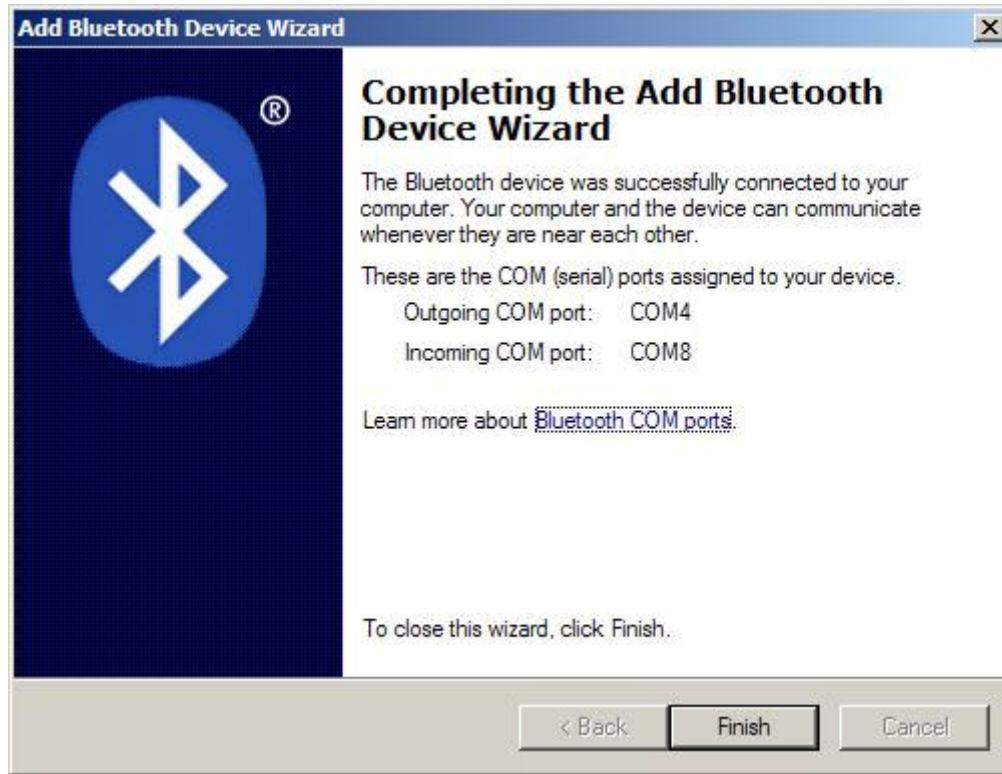 Add Bluetooth Device Wizard
®
Completing the Add Bluetooth
Device Wizard
The Bluetooth device was successfully connected to your
computer. Your computer and the device can communicate
whenever they are near each other.
These are the COM (serial) ports assigned to your device.
Outgoing COM port: COM4
Incoming COM port: COM8
Learn more about Bluetooth COM ports.
To close this wizard, click Finish.
< Back Finish Cancel